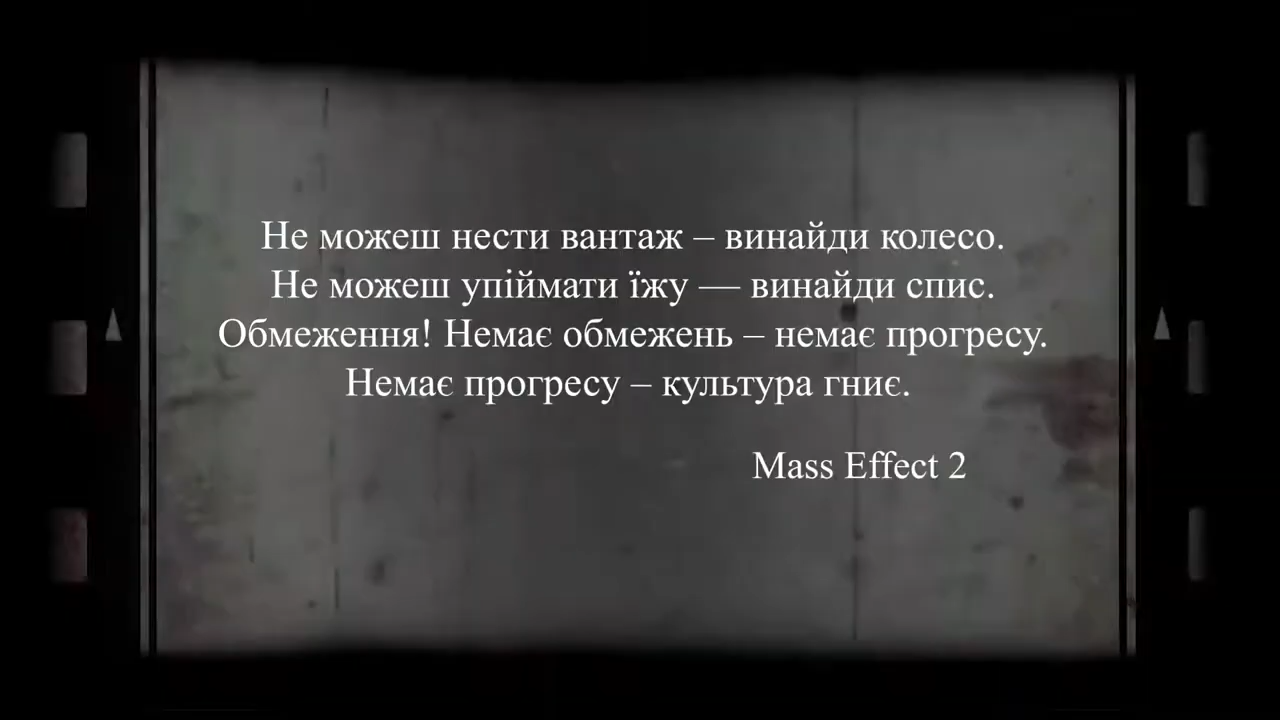 Не можеш нести вантаж – винайди колесо.
Не можеш упіймати їжу — винайди спис.
Обмеження! Немає обмежень – немає прогресу.
Немає прогресу – культура гниє.
Mass Effect 2